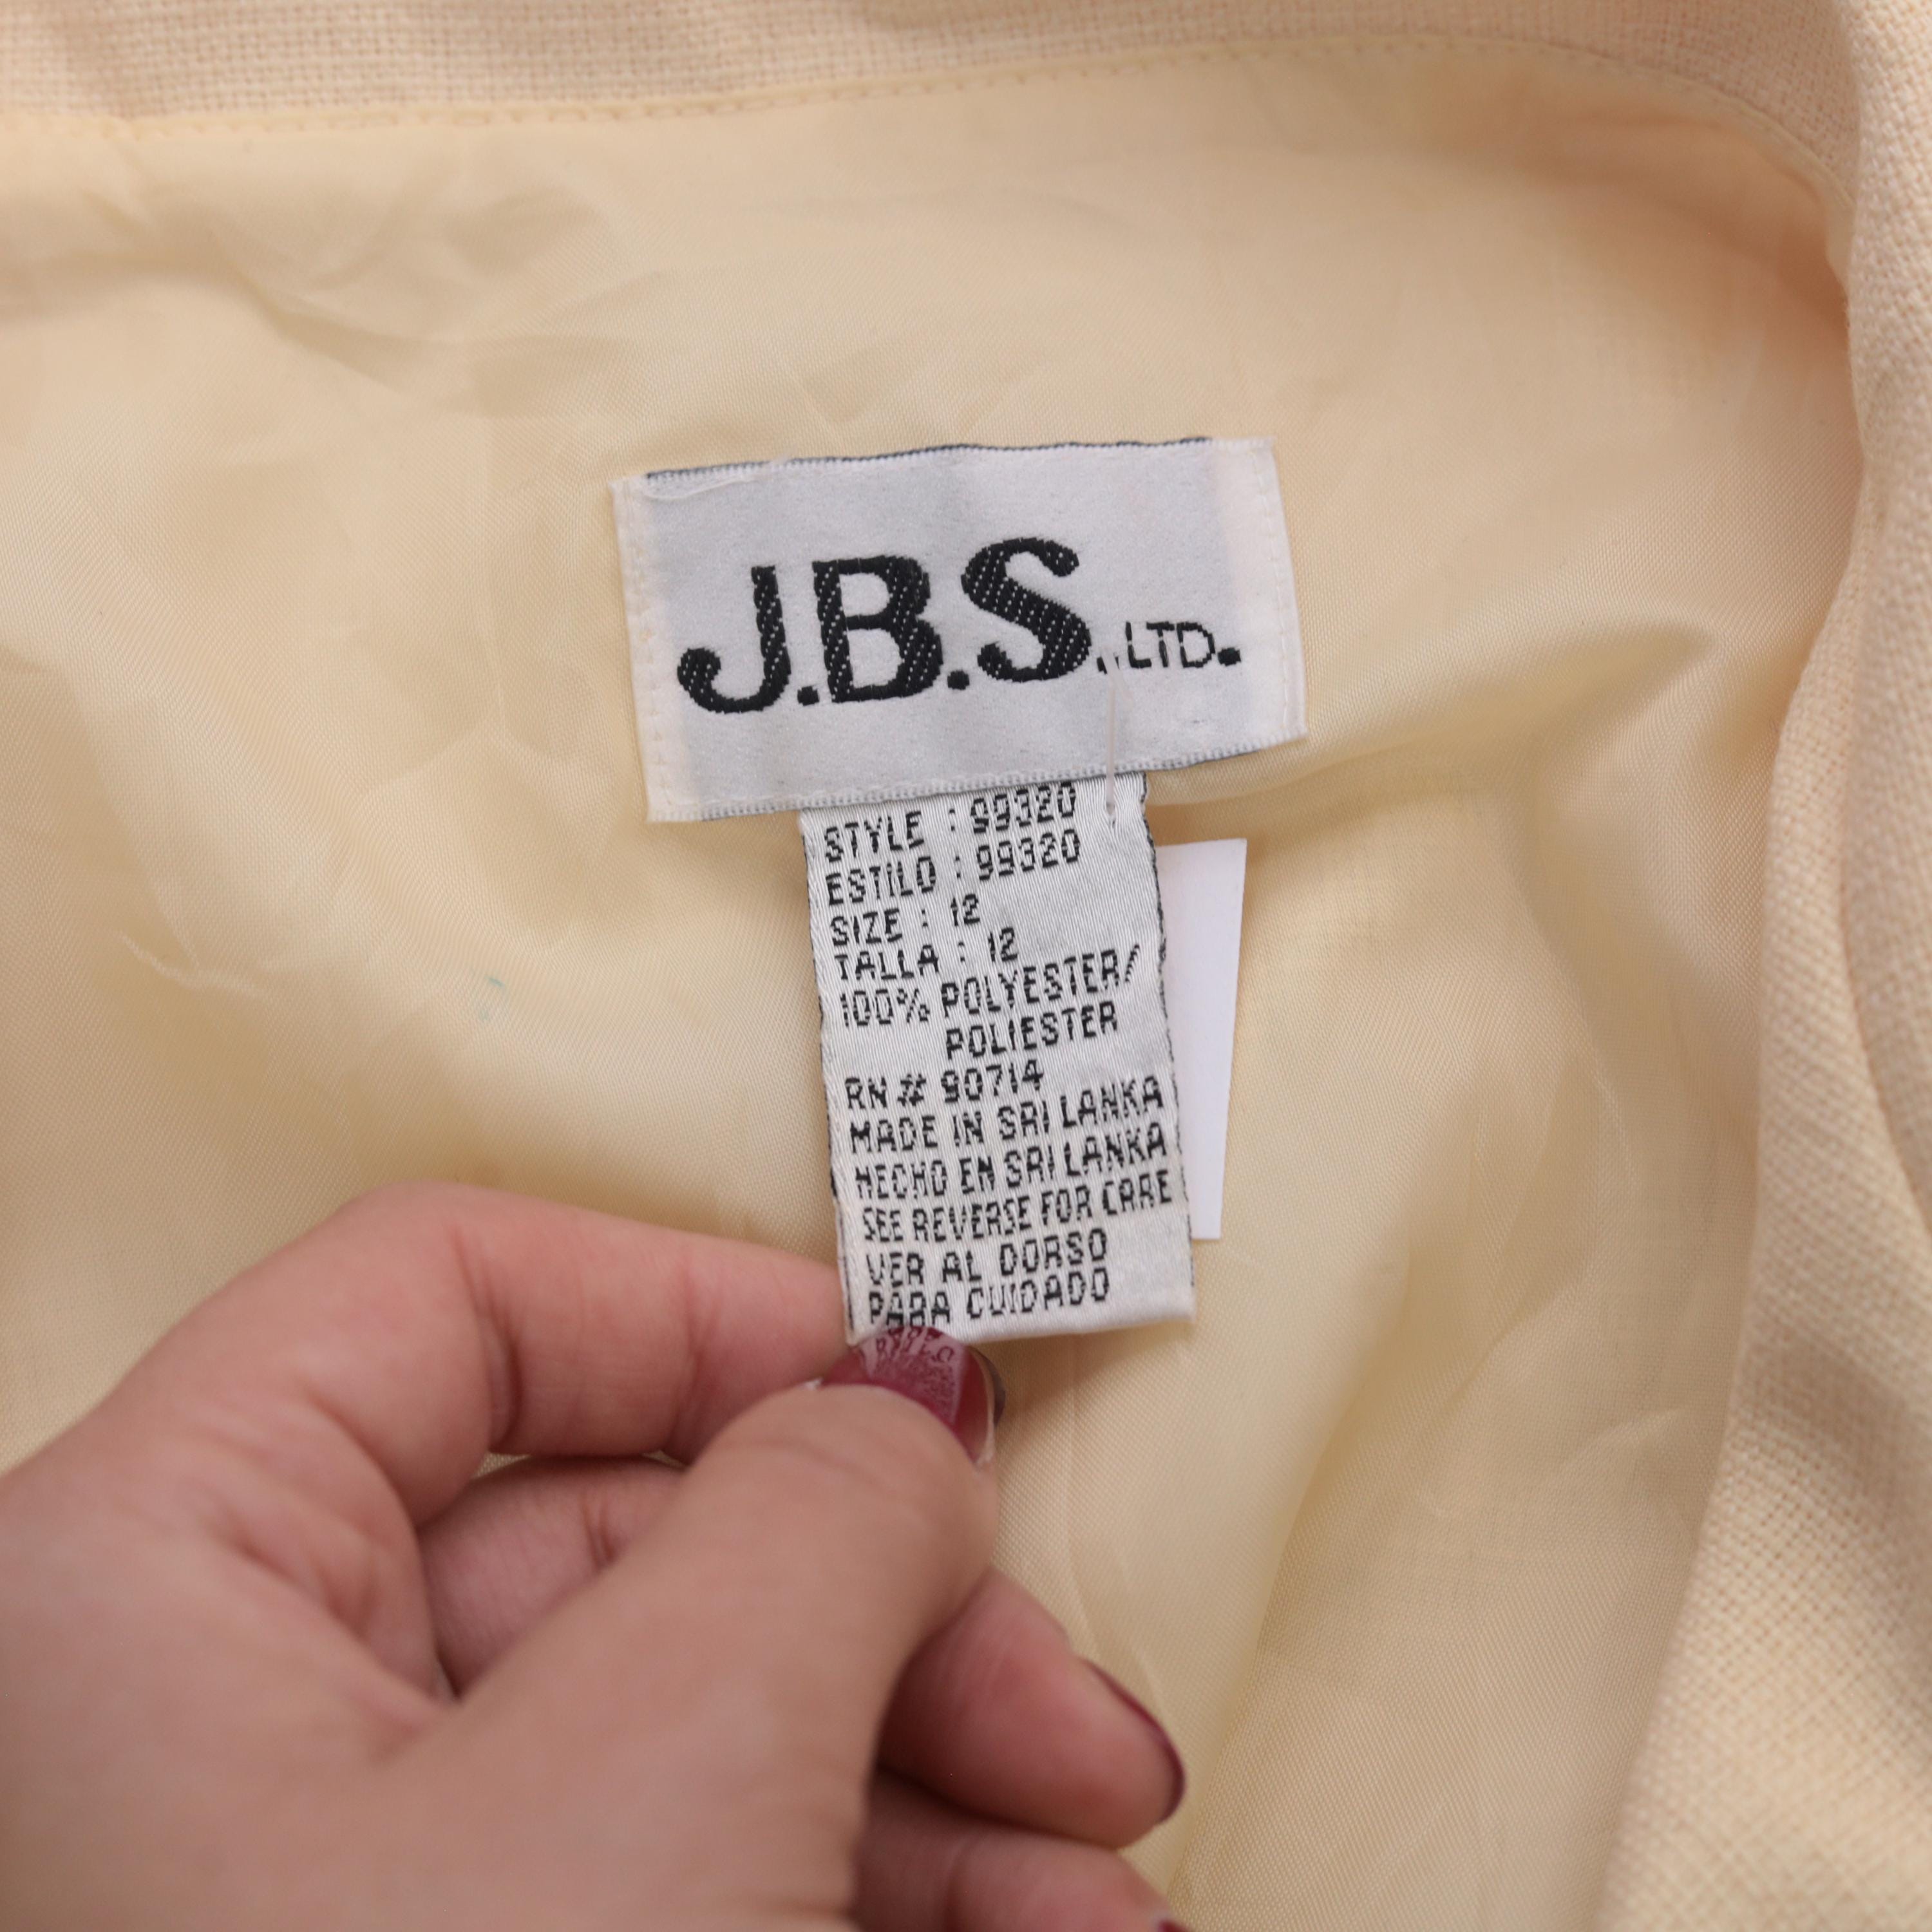 J.B.S., LTD.
STYLE : 99320
ESTILO : 99320
SIZE : 12
TALLA : 12
100% POLYESTER/
POLIESTER
RN # 90714
MADE IN SRI LANKA
HECHO EN SRI LANKA
SEE REVERSE FOR CARE
VER AL DORSO
PARA CUIDADO